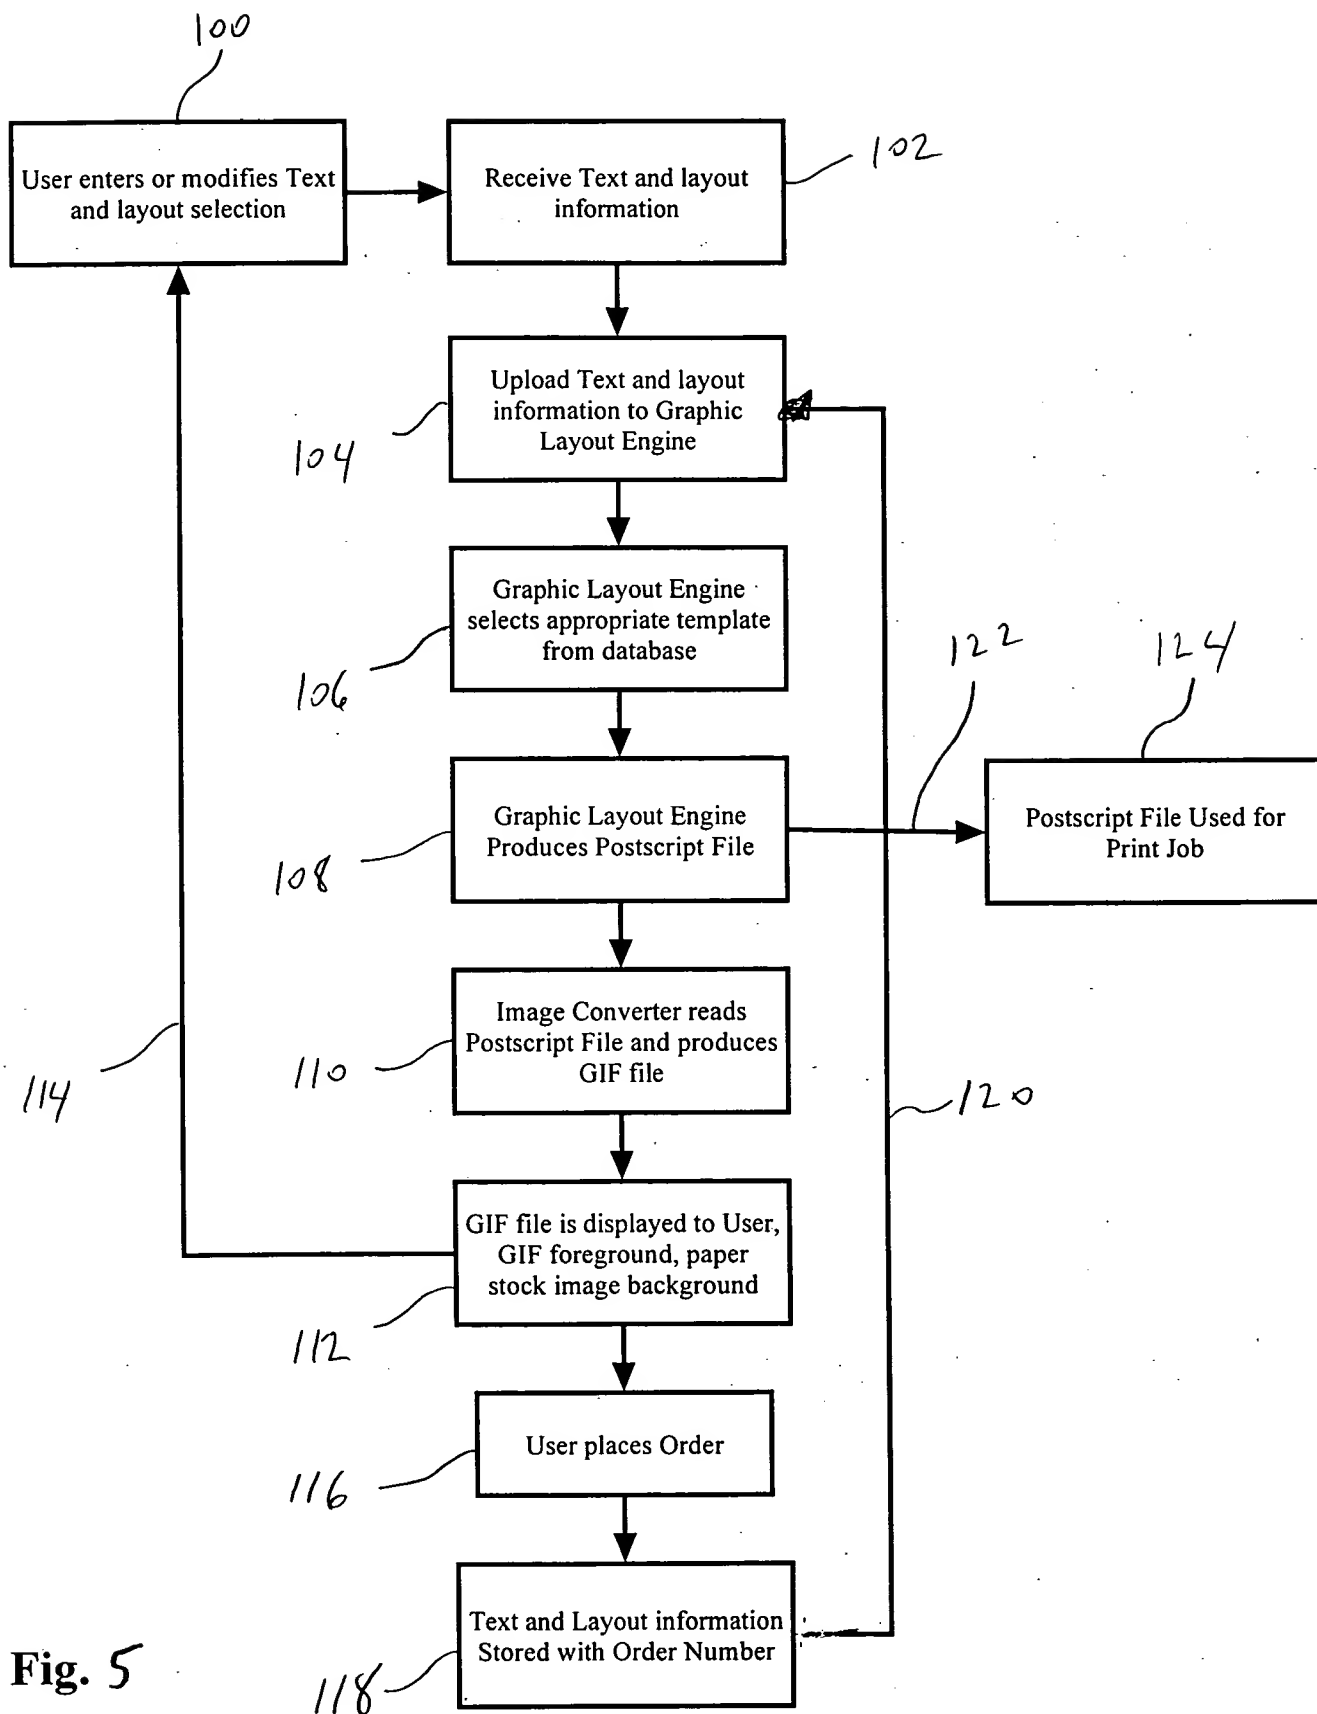 100
User enters or modifies Text
and layout selection
Receive Text and layout
information
102
Upload Text and layout
information to Graphic
Layout Engine
104
Graphic Layout Engine
selects appropriate template
from database
106
122
124
Graphic Layout Engine
Produces Postscript File
108
Postscript File Used for
Print Job
Image Converter reads
Postscript File and produces
GIF file
110
114
120
GIF file is displayed to User,
GIF foreground, paper
stock image background
112
User places Order
116
Text and Layout information
Stored with Order Number
118
Fig. 5